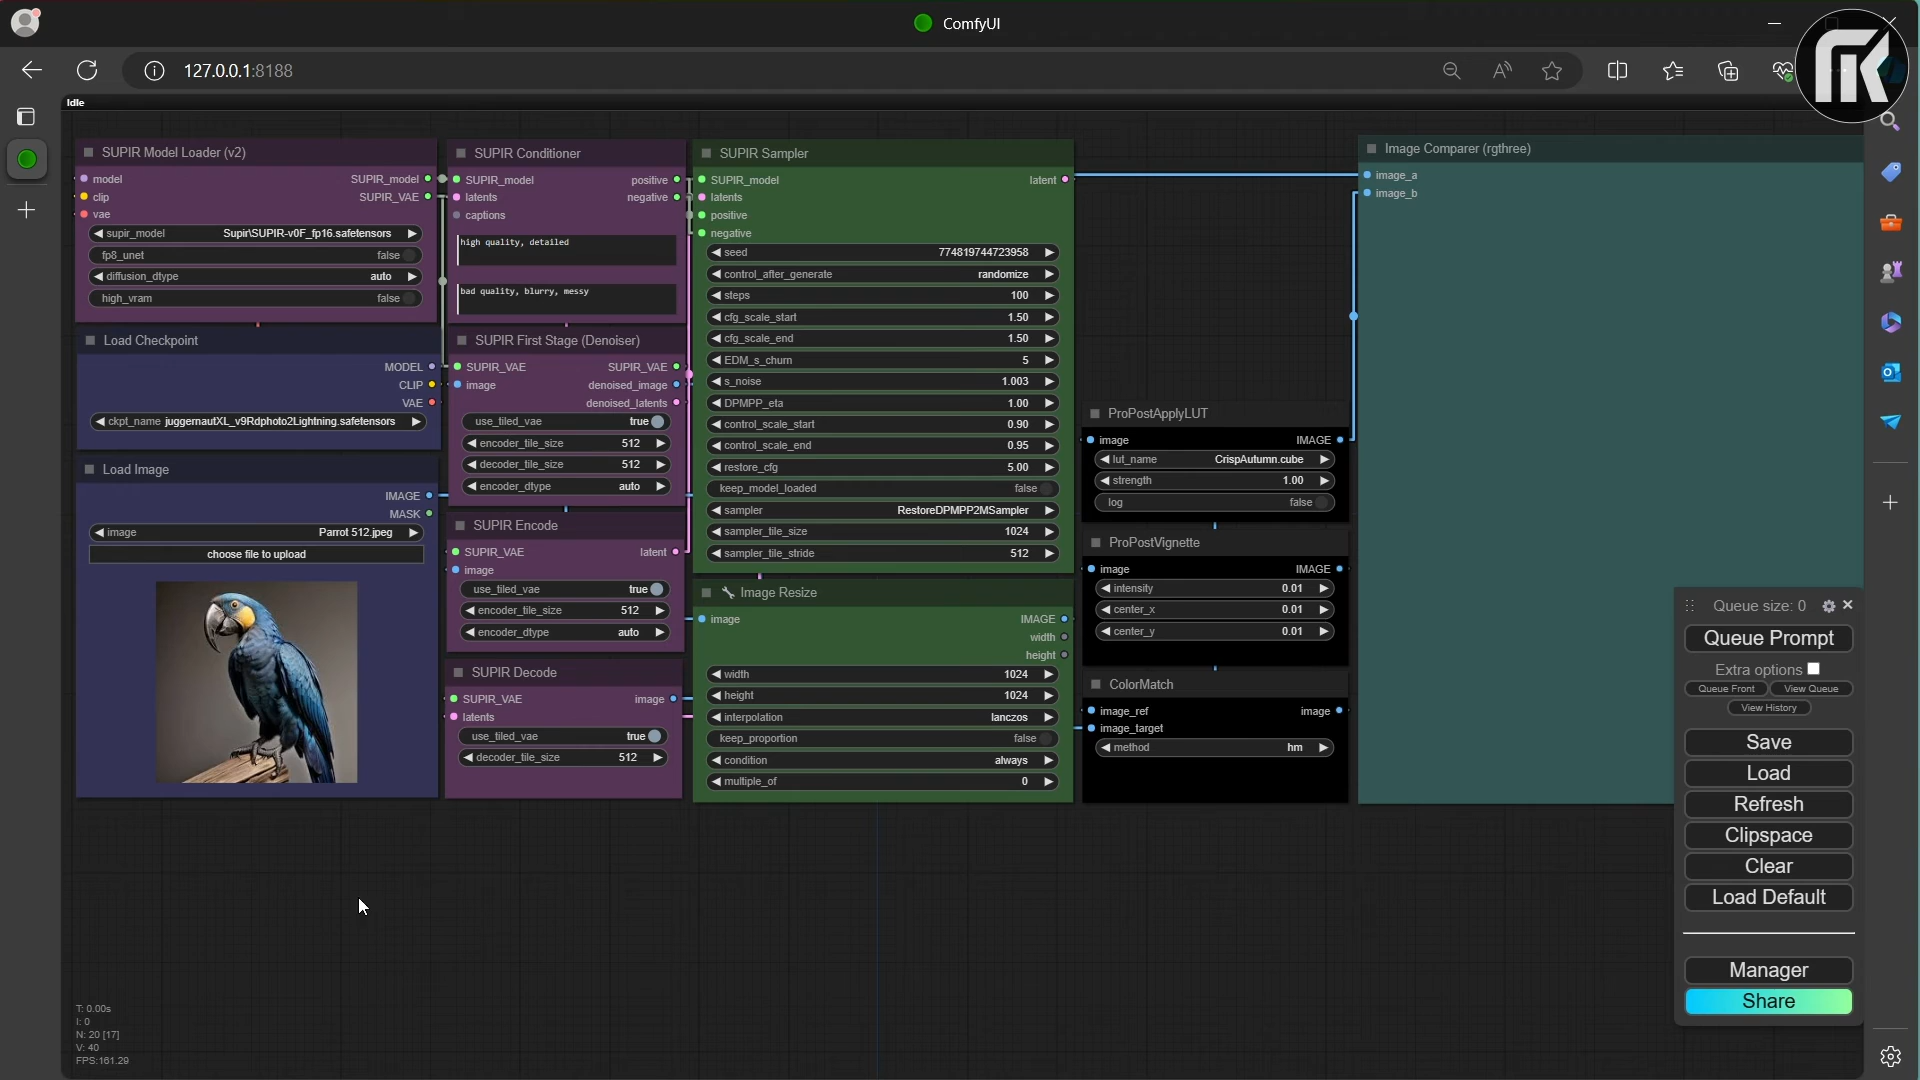 ComfyUI
127.0.0.1:8188
Idle
SUPIR Model Loader (v2)
model SUPIR_model
clip SUPIR_VAE
vae
supir_model Supir\SUPIR-v0F_fp16.safetensors
fp8_unet false
diffusion_dtype auto
high_vram false
Load Checkpoint
MODEL
CLIP
VAE
ckpt_name juggernautXL_v9Rdphoto2Lightning.safetensors
Load Image
IMAGE
MASK
image Parrot 512.jpeg
choose file to upload
SUPIR Conditioner
SUPIR_model positive
latents negative
captions
high quality, detailed
bad quality, blurry, messy
SUPIR First Stage (Denoiser)
SUPIR_VAE SUPIR_VAE
image denoised_image
denoised_latents
use_tiled_vae true
encoder_tile_size 512
decoder_tile_size 512
encoder_dtype auto
SUPIR Encode
SUPIR_VAE latent
image
use_tiled_vae true
encoder_tile_size 512
encoder_dtype auto
SUPIR Decode
SUPIR_VAE image
latents
use_tiled_vae true
decoder_tile_size 512
SUPIR Sampler
SUPIR_model latent
latents
positive
negative
seed 774819744723958
control_after_generate randomize
steps 100
cfg_scale_start 1.50
cfg_scale_end 1.50
EDM_s_churn 5
s_noise 1.003
DPMPP_eta 1.00
control_scale_start 0.90
control_scale_end 0.95
restore_cfg 5.00
keep_model_loaded false
sampler RestoreDPMPP2MSampler
sampler_tile_size 1024
sampler_tile_stride 512
Image Resize
image IMAGE
width
height
width 1024
height 1024
interpolation lanczos
keep_proportion false
condition always
multiple_of 0
ProPostApplyLUT
image IMAGE
lut_name CrispAutumn.cube
strength 1.00
log false
ProPostVignette
image IMAGE
intensity 0.01
center_x 0.01
center_y 0.01
ColorMatch
image_ref image
image_target
method hm
Image Comparer (rgthree)
image_a
image_b
Queue size: 0
Queue Prompt
Extra options
Queue Front View Queue
View History
Save
Load
Refresh
Clipspace
Clear
Load Default
Manager
Share
T: 0.00s
I: 0
N: 20 [17]
V: 40
FPS:161.29